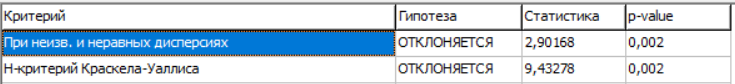 Критерий Гипотеза Статистика p-value
При неизв. и неравных дисперсиях ОТКЛОНЯЕТСЯ 2,90168 0,002
Н-критерий Краскела-Уаллиса ОТКЛОНЯЕТСЯ 9,43278 0,002